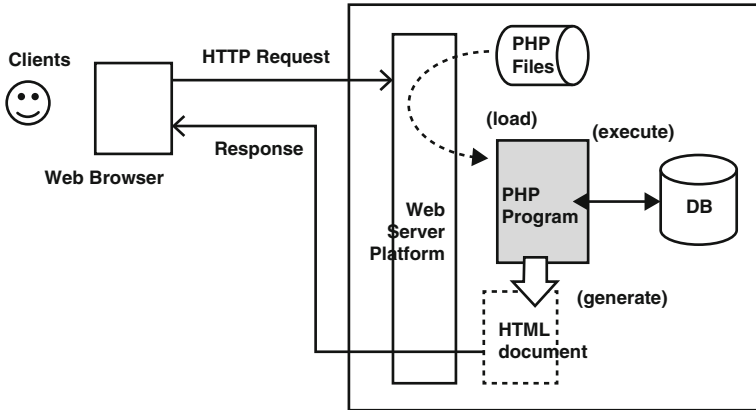 Clients
HTTP Request
PHP
Files
(load)
(execute)
Response
Web Browser
Web
Server
Platform
PHP
Program
DB
(generate)
HTML
document